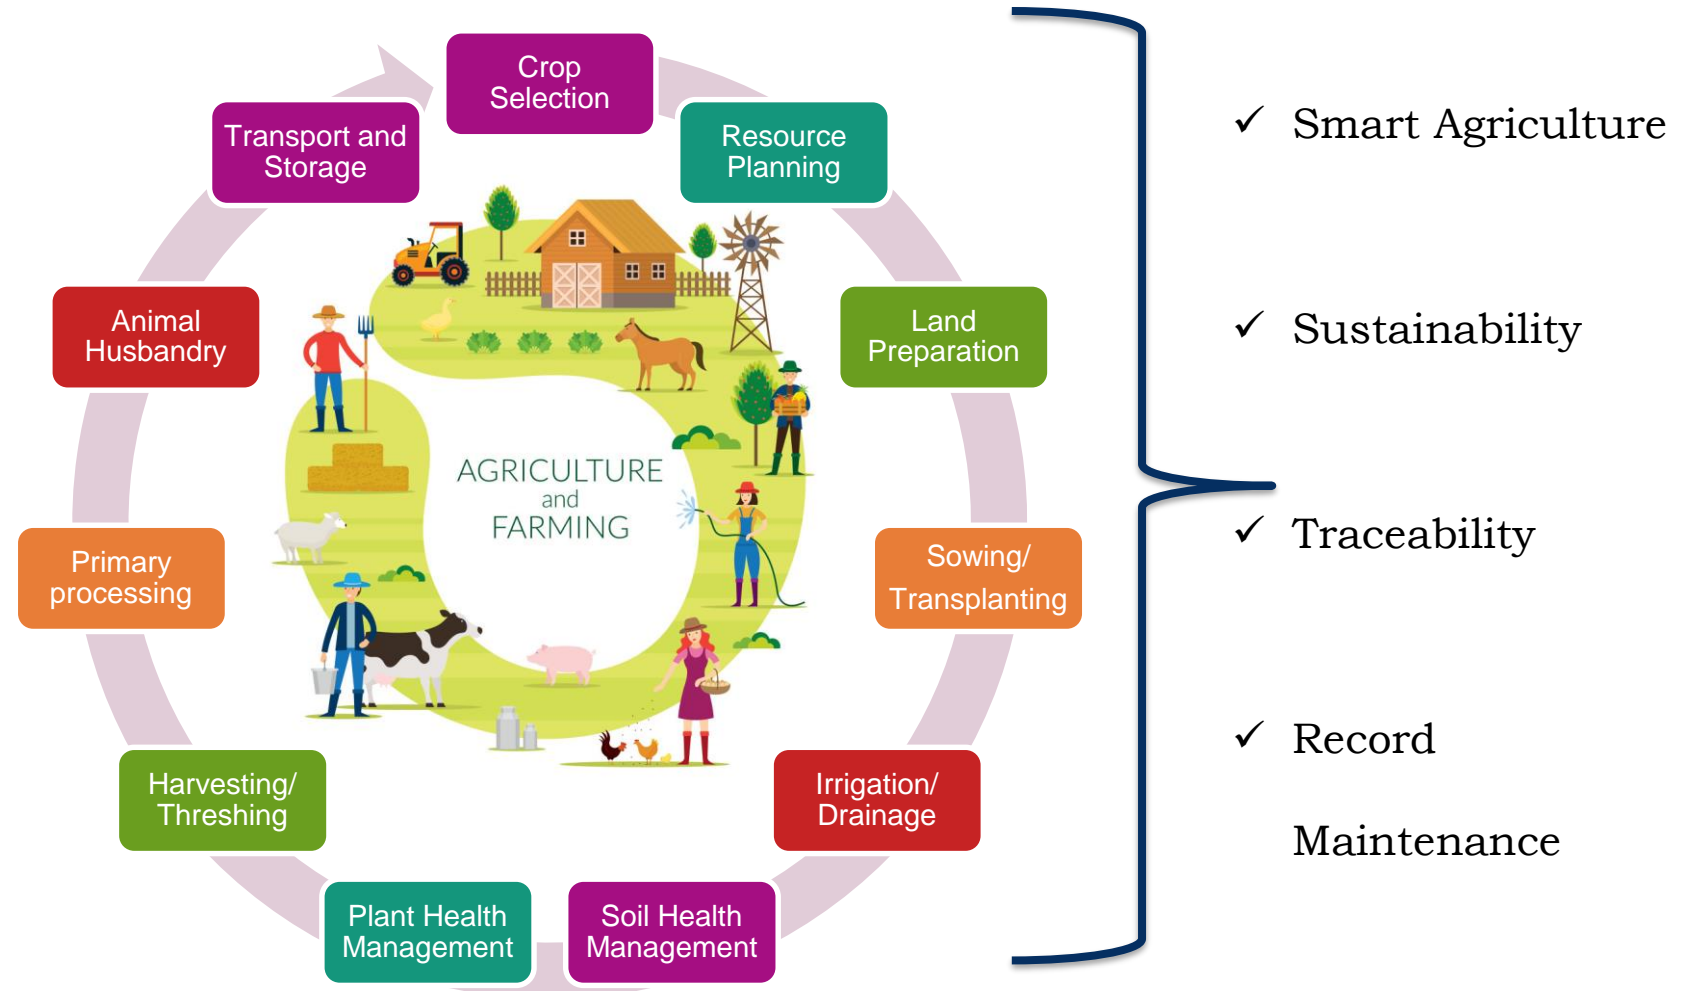 Crop
Selection
Resource
Planning
Land
Preparation
Sowing/
Transplanting
Irrigation/
Drainage
Soil Health
Management
Plant Health
Management
Harvesting/
Threshing
Primary
processing
Animal
Husbandry
Transport and
Storage
AGRICULTURE
and
FARMING
✓ Smart Agriculture
✓ Sustainability
✓ Traceability
✓ Record
Maintenance